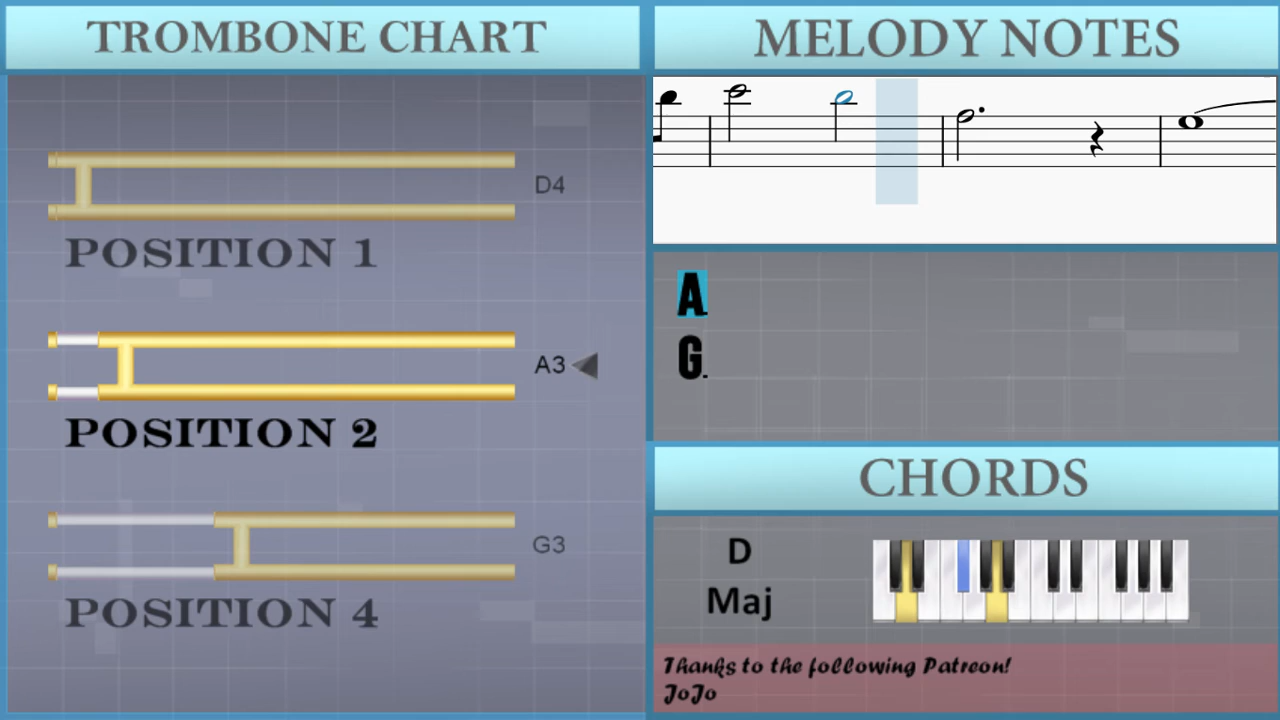 TROMBONE CHART
D4
POSITION 1
A3
POSITION 2
G3
POSITION 4
MELODY NOTES
A
G.
CHORDS
D
Maj
Thanks to the following Patreon!
JoJo